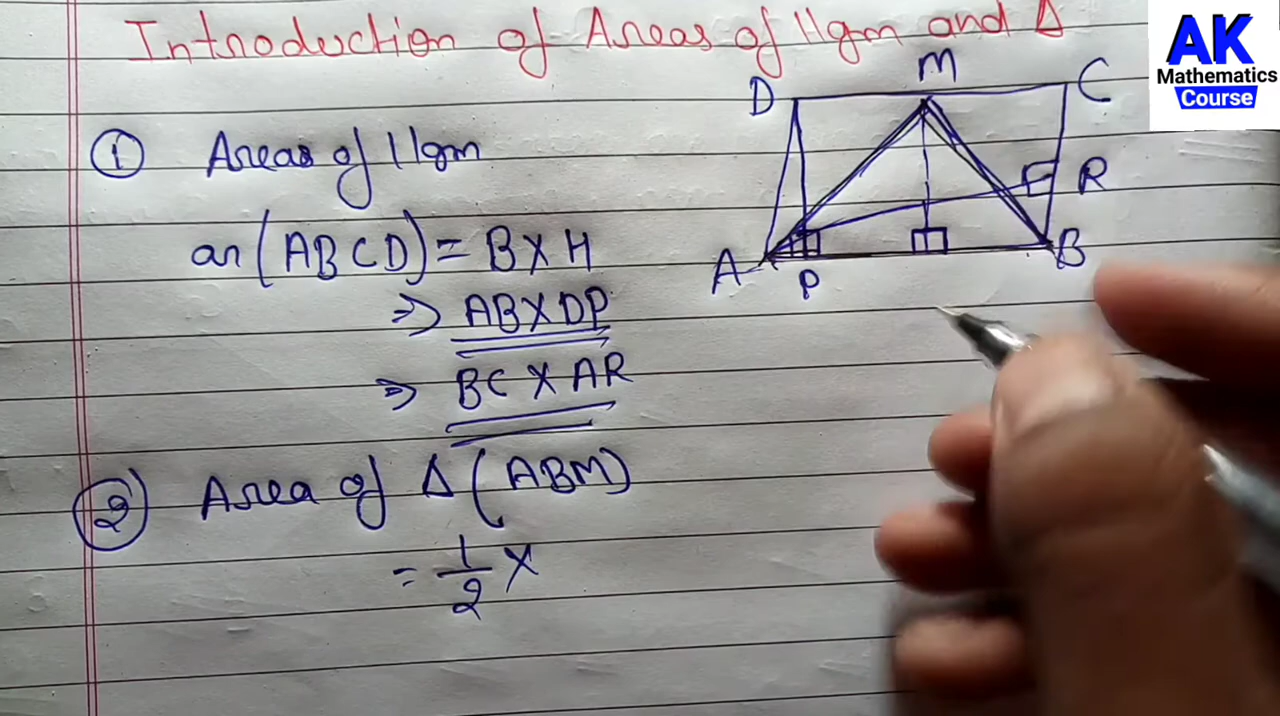 Introduction of Areas of ||gm and Δ
AK
Mathematics
Course
D M C
R
A P B
① Areas of ||gm
ar(ABCD) = B X H
⇒ AB X DP
⇒ BC X AR
② Area of Δ (ABM)
= 1/2 X